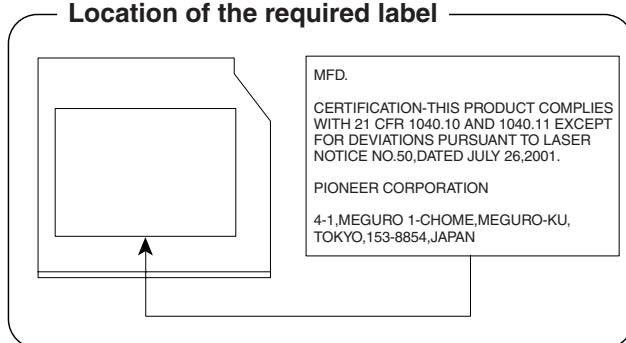 Location of the required label
MFD.
CERTIFICATION-THIS PRODUCT COMPLIES
WITH 21 CFR 1040.10 AND 1040.11 EXCEPT
FOR DEVIATIONS PURSUANT TO LASER
NOTICE NO.50,DATED JULY 26,2001.
PIONEER CORPORATION
4-1,MEGURO 1-CHOME,MEGURO-KU,
TOKYO,153-8854,JAPAN